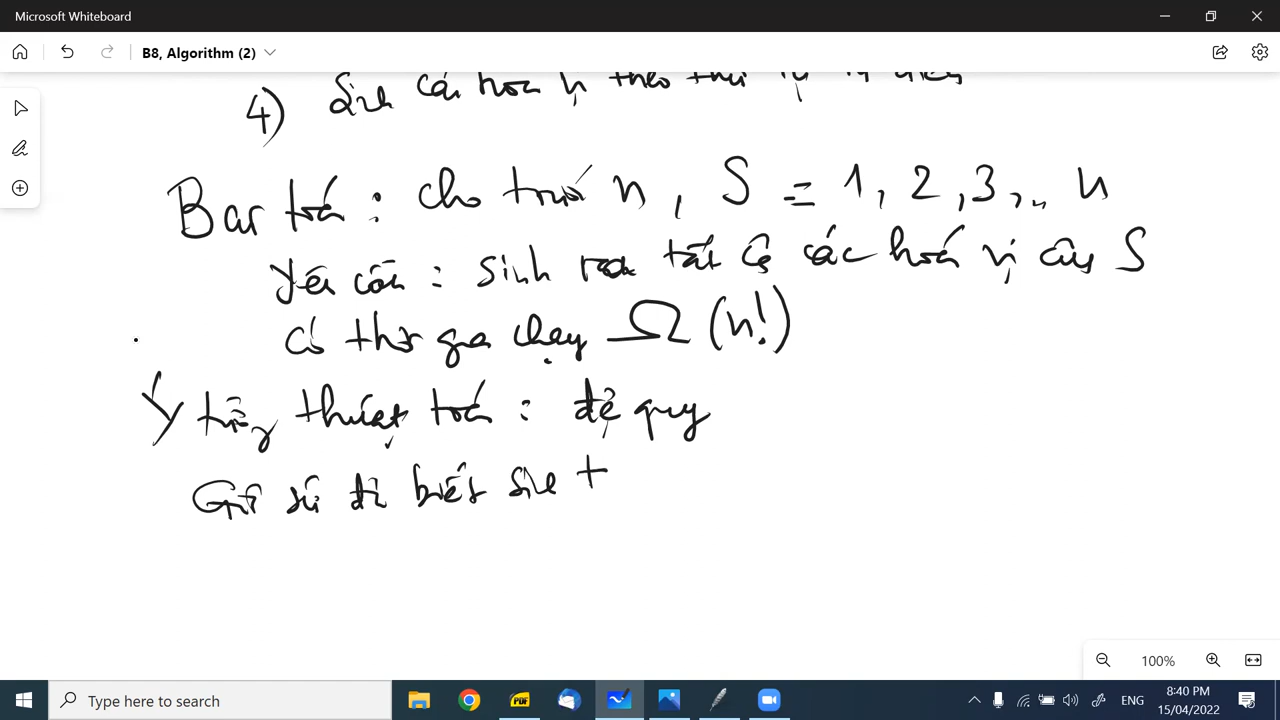 Microsoft Whiteboard
B8, Algorithm (2)
4) Sinh các hoán vị theo thứ tự từ điển
Bài toán : cho trước n , S = 1, 2, 3, .. n
Yêu cầu : sinh ra tất cả các hoán vị của S
Có thời gian chạy Ω (n!)
Ý tưởng thuật toán : đệ quy
Giả sử đã biết sinh t
100%
Type here to search
PDF
ENG
8:40 PM
15/04/2022